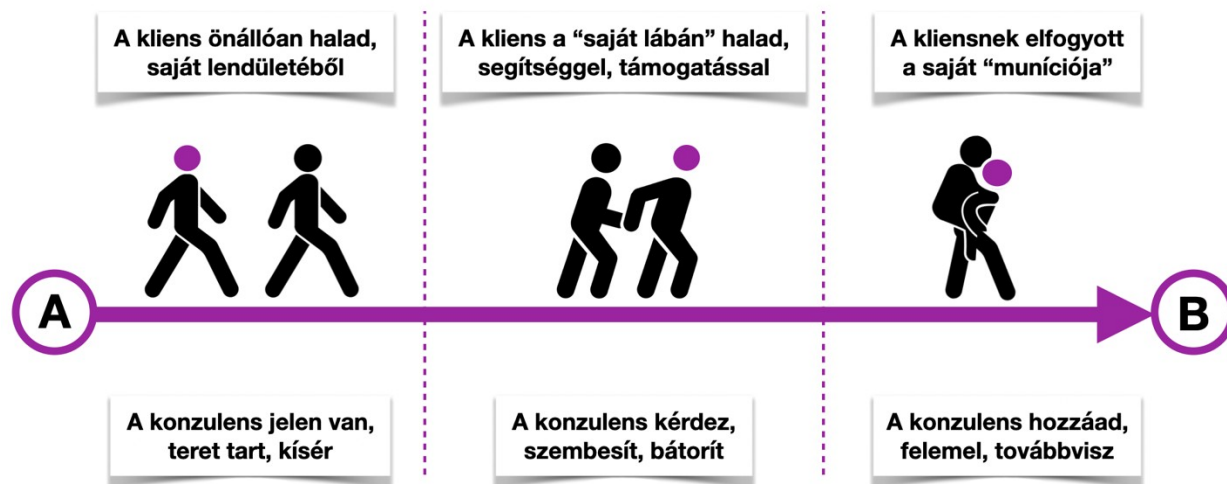 A kliens önállóan halad,
saját lendületéből
A kliens a “saját lábán” halad,
segítséggel, támogatással
A kliensnek elfogyott
a saját “muníciója”
A
B
A konzulens jelen van,
teret tart, kísér
A konzulens kérdez,
szembesít, bátorít
A konzulens hozzáad,
felemel, továbbvisz